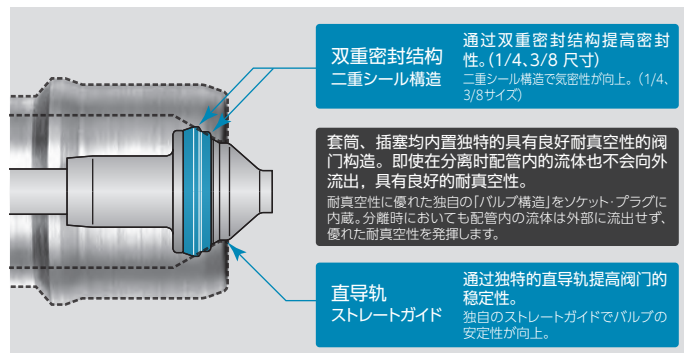 双重密封结构
二重シール構造
通过双重密封结构提高密封
性。(1/4、3/8 尺寸)
二重シール構造で気密性が向上。（1/4、
3/8サイズ）
套筒、插塞均内置独特的具有良好耐真空性的阀
门构造。即使在分离时配管内的流体也不会向外
流出，具有良好的耐真空性。
耐真空性に優れた独自の「バルブ構造」をソケット・プラグに
内蔵。分離時においても配管内の流体は外部に流出せず、
優れた耐真空性を発揮します。
直导轨
ストレートガイド
通过独特的直导轨提高阀门的
稳定性。
独自のストレートガイドでバルブの
安定性が向上。